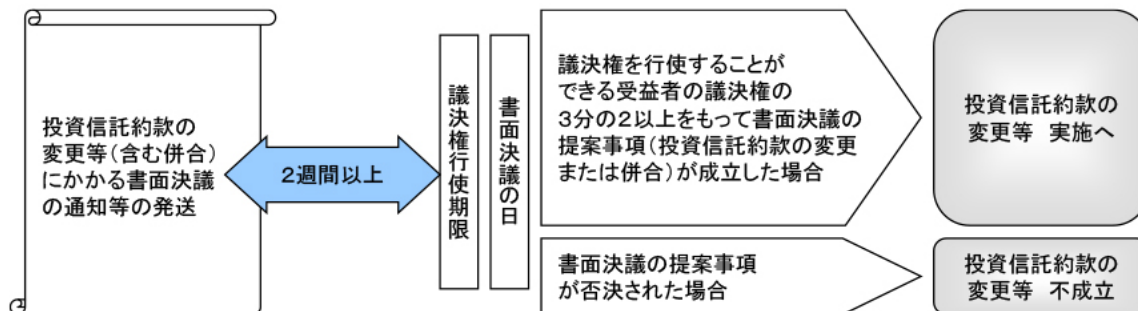 投資信託約款の
変更等（含む併合）
にかかる書面決議
の通知等の発送
２週間以上
議決権行使期限
書面決議の日
議決権を行使することが
できる受益者の議決権の
３分の２以上をもって書面決議の
提案事項（投資信託約款の変更
または併合）が成立した場合
投資信託約款の
変更等　実施へ
書面決議の提案事項
が否決された場合
投資信託約款の
変更等　不成立